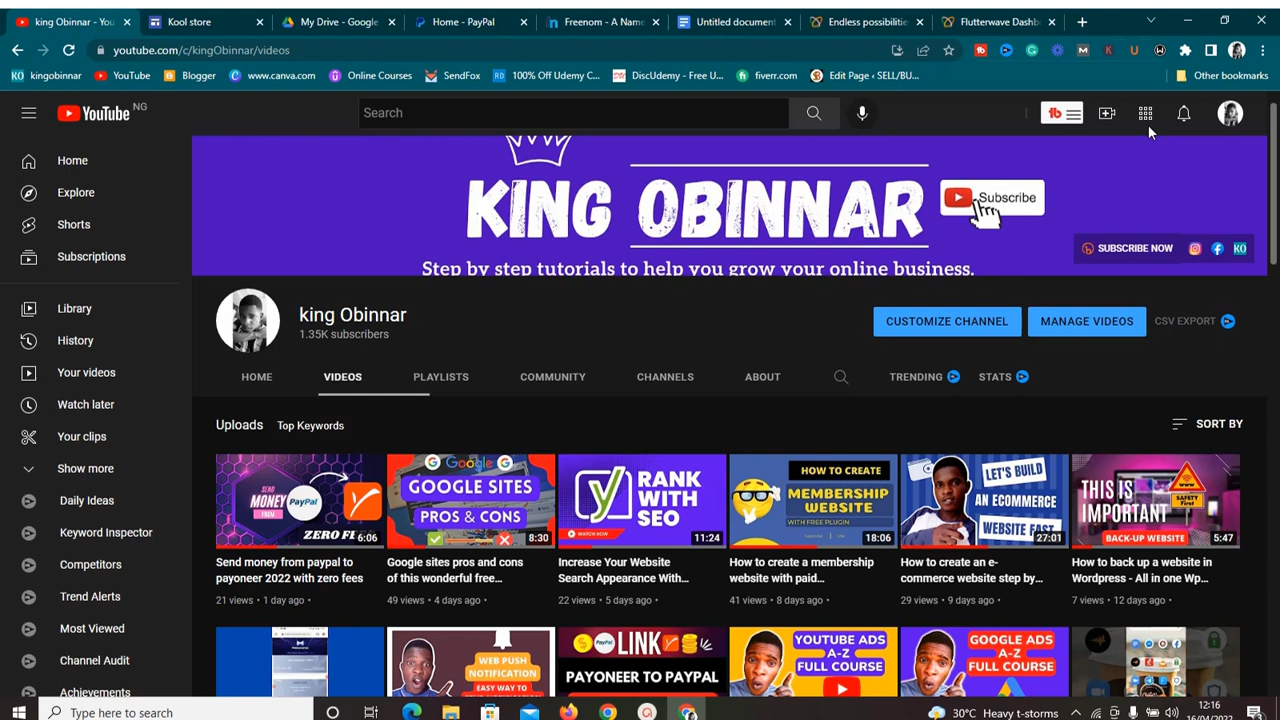 king Obinnar - You
Kool store
My Drive - Google
Home - PayPal
Freenom - A Name
Untitled document
Endless possibilitie
Flutterwave Dashb
youtube.com/c/kingObinnar/videos
kingobinnar
YouTube
Blogger
www.canva.com
Online Courses
SendFox
100% Off Udemy C...
DiscUdemy - Free U...
fiverr.com
Edit Page ‹ SELL/BU...
Other bookmarks
YouTube NG
Search
tb
KING OBINNAR
Subscribe
SUBSCRIBE NOW
KO
Step by step tutorials to help you grow your online business.
Home
Explore
Shorts
Subscriptions
Library
History
Your videos
Watch later
Your clips
Show more
Daily Ideas
Keyword Inspector
Competitors
Trend Alerts
Most Viewed
Channel Audit
Achievements
king Obinnar
1.35K subscribers
CUSTOMIZE CHANNEL
MANAGE VIDEOS
CSV EXPORT
HOME
VIDEOS
PLAYLISTS
COMMUNITY
CHANNELS
ABOUT
TRENDING
STATS
Uploads
Top Keywords
SORT BY
SEND
MONEY
FROM
PayPal
ZERO FE
6:06
Send money from paypal to
payoneer 2022 with zero fees
21 views • 1 day ago •
Google
GOOGLE SITES
PROS & CONS
8:30
Google sites pros and cons
of this wonderful free...
49 views • 4 days ago •
RANK
WITH
SEO
WATCH NOW
11:24
Increase Your Website
Search Appearance With...
22 views • 5 days ago •
HOW TO CREATE
MEMBERSHIP
WEBSITE
WITH FREE PLUGIN
18:06
How to create a membership
website with paid...
41 views • 8 days ago •
LET'S BUILD
AN ECOMMERCE
WEBSITE FAST
27:01
How to create an e-
commerce website step by...
29 views • 9 days ago •
THIS IS
IMPORTANT
SAFETY
First
BACK-UP WEBSITE
5:47
How to back up a website in
Wordpress - All in one Wp...
7 views • 12 days ago •
WEB PUSH
NOTIFICATION
EASY WAY TO
PayPal
LINK
PAYONEER TO PAYPAL
YOUTUBE ADS
A-Z
FULL COURSE
GOOGLE ADS
A-Z
FULL COURSE
Type here to search
30°C Heavy t-storms
12:16